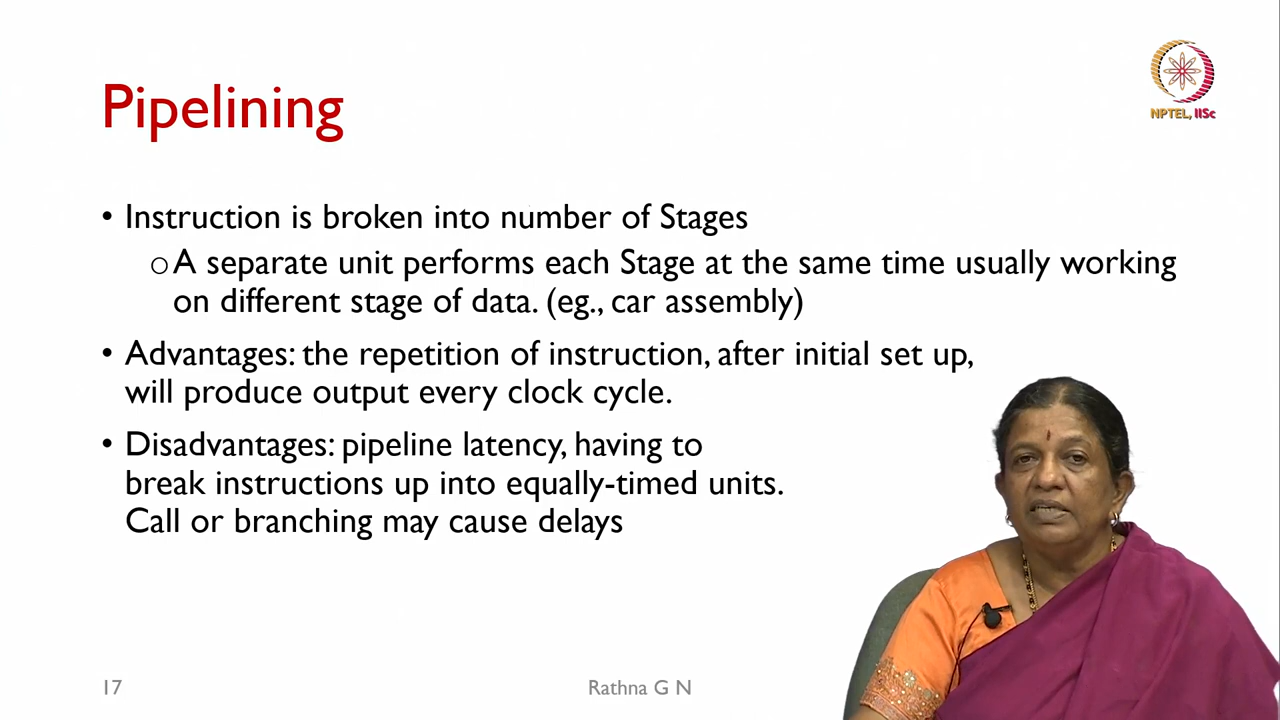 NPTEL, IISc
Pipelining
• Instruction is broken into number of Stages
o A separate unit performs each Stage at the same time usually working
on different stage of data. (eg., car assembly)
• Advantages: the repetition of instruction, after initial set up,
will produce output every clock cycle.
• Disadvantages: pipeline latency, having to
break instructions up into equally-timed units.
Call or branching may cause delays
17
Rathna G N